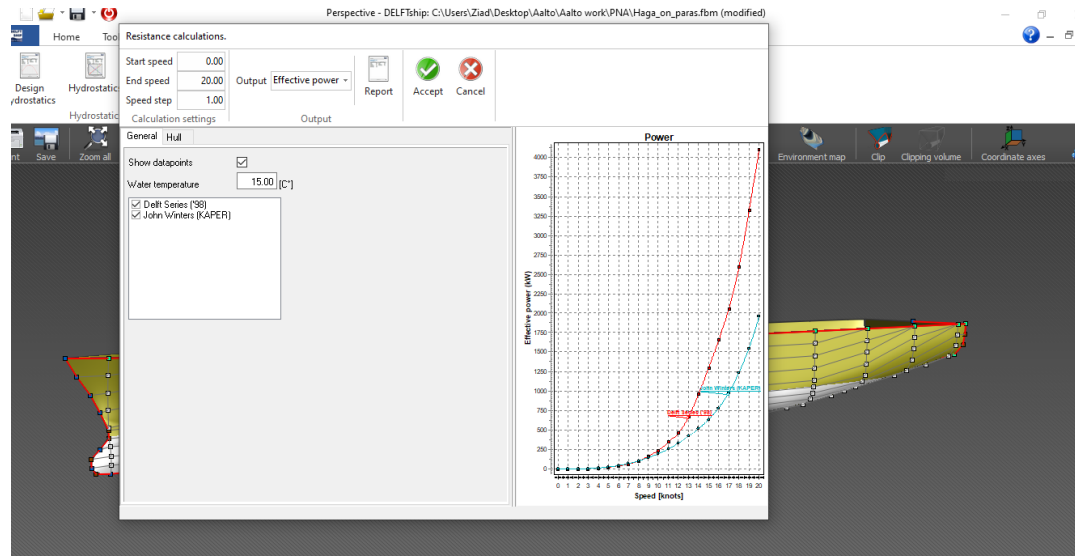 Perspective - DELFTship: C:\Users\Ziad\Desktop\Aalto\Aalto work\PNA\Haga_on_paras.fbm (modified)
Home
Resistance calculations.
Start speed 0.00
End speed 20.00
Speed step 1.00
Calculation settings
Output Effective power
Report
Accept
Cancel
Output
Design
Hydrostatic
ydrostatics
Hydrostatic
Save
Zoom all
Environment map
Clip
Clipping volume
Coordinate axes
General
Hull
Show datapoints
Water temperature 15.00 [C°]
Delft Series ('98)
John Winters (KAPER)
Power
Effective power (kW)
4000
3750
3500
3250
3000
2750
2500
2250
2000
1750
1500
1250
1000
750
500
250
0
John Winters (KAPER)
Delft Series ('98)
0 1 2 3 4 5 6 7 8 9 10 11 12 13 14 15 16 17 18 19 20
Speed [knots]